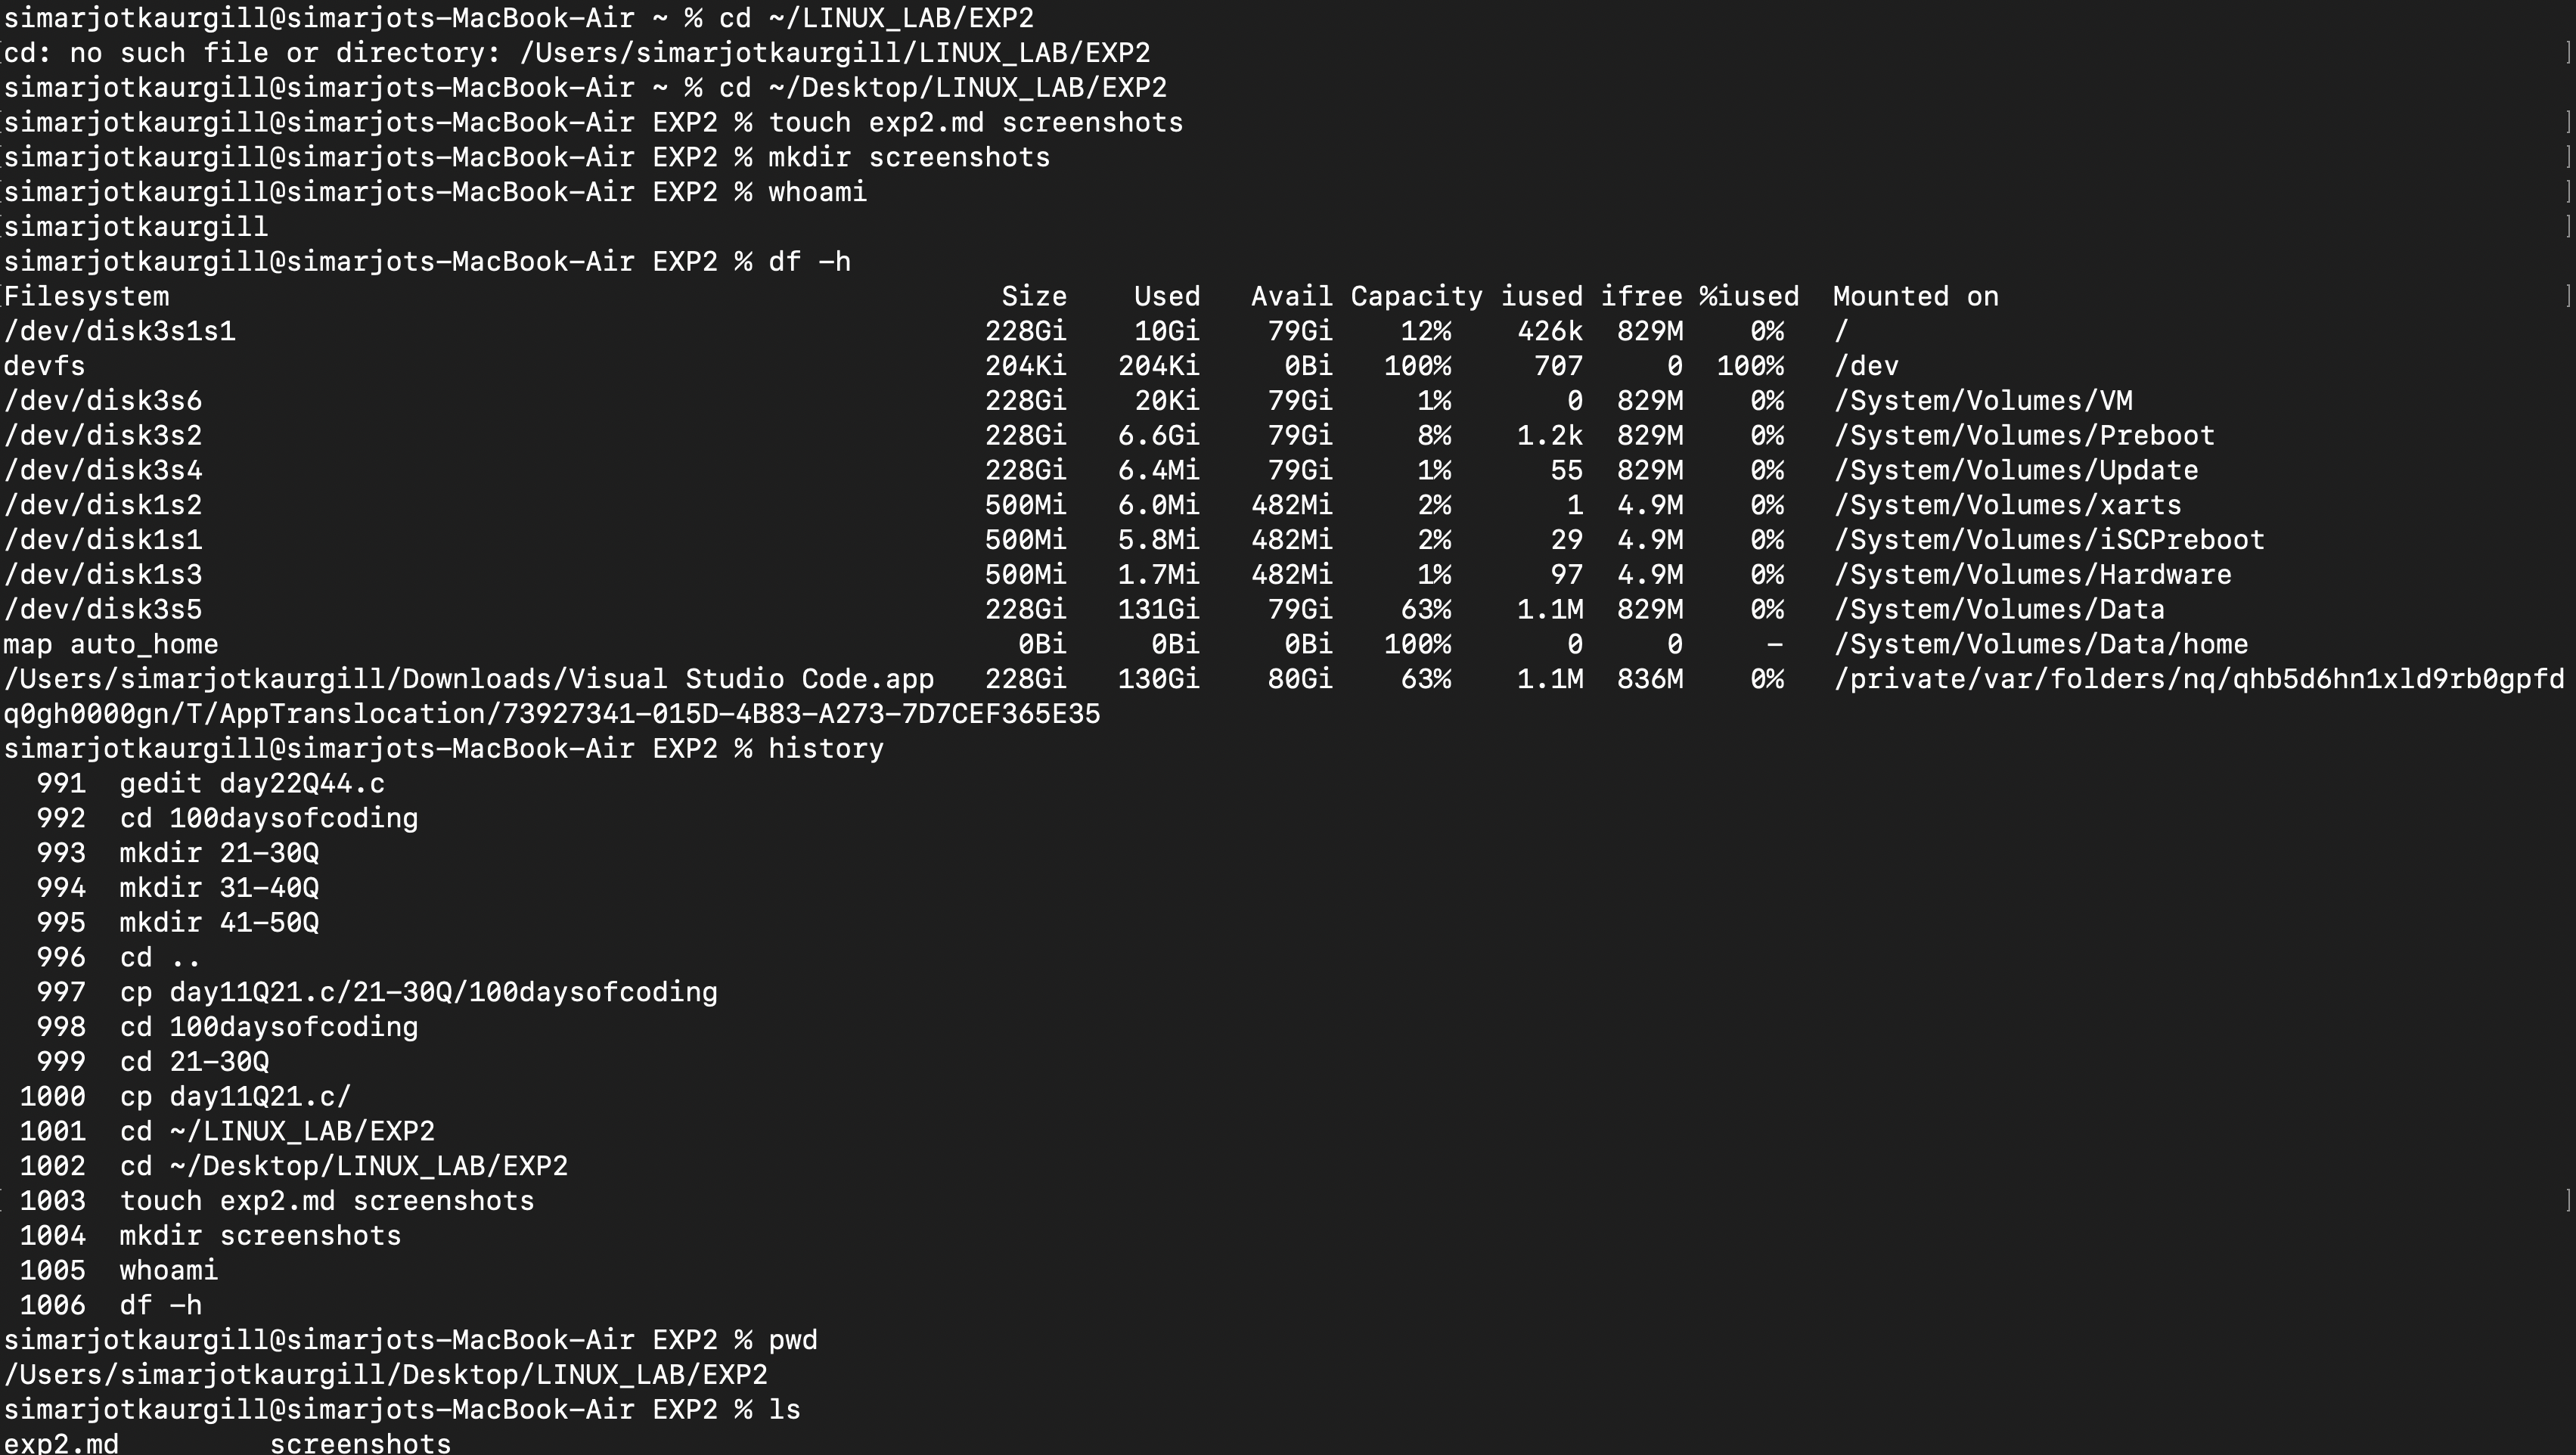 simarjotkaurgill@simarjots-MacBook-Air ~ % cd ~/LINUX_LAB/EXP2
cd: no such file or directory: /Users/simarjotkaurgill/LINUX_LAB/EXP2
simarjotkaurgill@simarjots-MacBook-Air ~ % cd ~/Desktop/LINUX_LAB/EXP2
simarjotkaurgill@simarjots-MacBook-Air EXP2 % touch exp2.md screenshots
simarjotkaurgill@simarjots-MacBook-Air EXP2 % mkdir screenshots
simarjotkaurgill@simarjots-MacBook-Air EXP2 % whoami
simarjotkaurgill
simarjotkaurgill@simarjots-MacBook-Air EXP2 % df -h
Filesystem Size Used Avail Capacity iused ifree %iused Mounted on
/dev/disk3s1s1 228Gi 10Gi 79Gi 12% 426k 829M 0% /
devfs 204Ki 204Ki 0Bi 100% 707 0 100% /dev
/dev/disk3s6 228Gi 20Ki 79Gi 1% 0 829M 0% /System/Volumes/VM
/dev/disk3s2 228Gi 6.6Gi 79Gi 8% 1.2k 829M 0% /System/Volumes/Preboot
/dev/disk3s4 228Gi 6.4Mi 79Gi 1% 55 829M 0% /System/Volumes/Update
/dev/disk1s2 500Mi 6.0Mi 482Mi 2% 1 4.9M 0% /System/Volumes/xarts
/dev/disk1s1 500Mi 5.8Mi 482Mi 2% 29 4.9M 0% /System/Volumes/iSCPreboot
/dev/disk1s3 500Mi 1.7Mi 482Mi 1% 97 4.9M 0% /System/Volumes/Hardware
/dev/disk3s5 228Gi 131Gi 79Gi 63% 1.1M 829M 0% /System/Volumes/Data
map auto_home 0Bi 0Bi 0Bi 100% 0 0 - /System/Volumes/Data/home
/Users/simarjotkaurgill/Downloads/Visual Studio Code.app 228Gi 130Gi 80Gi 63% 1.1M 836M 0% /private/var/folders/nq/qhb5d6hn1xld9rb0gpfd
q0gh0000gn/T/AppTranslocation/73927341-015D-4B83-A273-7D7CEF365E35
simarjotkaurgill@simarjots-MacBook-Air EXP2 % history
991 gedit day22Q44.c
992 cd 100daysofcoding
993 mkdir 21-30Q
994 mkdir 31-40Q
995 mkdir 41-50Q
996 cd ..
997 cp day11Q21.c/21-30Q/100daysofcoding
998 cd 100daysofcoding
999 cd 21-30Q
1000 cp day11Q21.c/
1001 cd ~/LINUX_LAB/EXP2
1002 cd ~/Desktop/LINUX_LAB/EXP2
1003 touch exp2.md screenshots
1004 mkdir screenshots
1005 whoami
1006 df -h
simarjotkaurgill@simarjots-MacBook-Air EXP2 % pwd
/Users/simarjotkaurgill/Desktop/LINUX_LAB/EXP2
simarjotkaurgill@simarjots-MacBook-Air EXP2 % ls
exp2.md screenshots